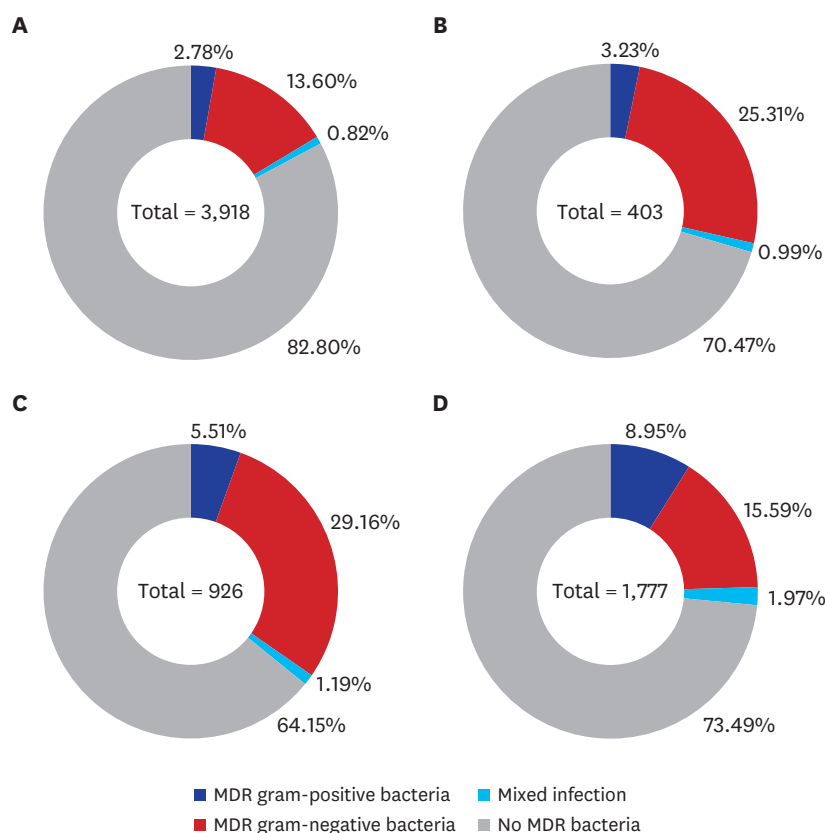 A
2.78%
13.60%
0.82%
Total = 3,918
82.80%
B
3.23%
25.31%
Total = 403
0.99%
70.47%
C
5.51%
29.16%
Total = 926
1.19%
64.15%
D
8.95%
15.59%
Total = 1,777
1.97%
73.49%
MDR gram-positive bacteria
Mixed infection
MDR gram-negative bacteria
No MDR bacteria